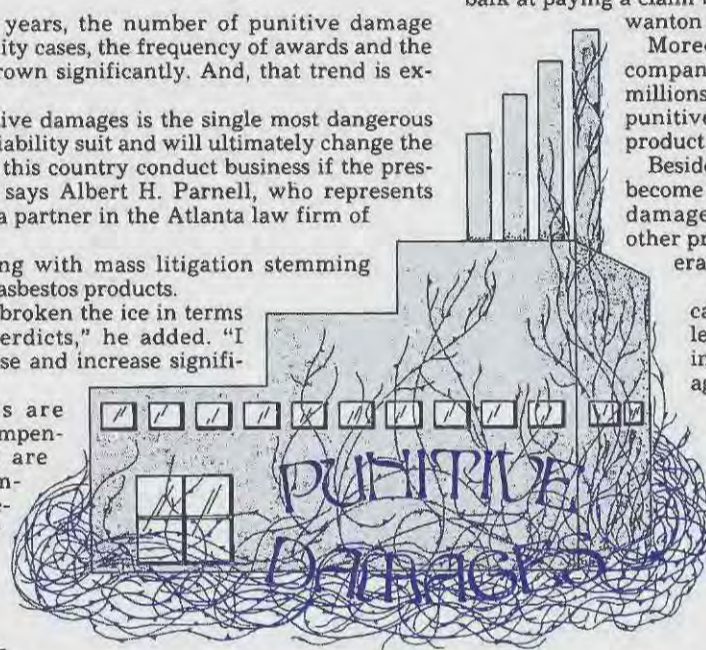 years, the number of punitive damage
ity cases, the frequency of awards and the
rown significantly. And, that trend is ex-
tive damages is the single most dangerous
iability suit and will ultimately change the
this country conduct business if the pres-
says Albert H. Parnell, who represents
a partner in the Atlanta law firm of
ng with mass litigation stemming
asbestos products.
broken the ice in terms
erdicts," he added. "I
se and increase signifi-
s are
mpen-
are
n-
e-
PUNITIVE
DAMAGES
at paying a claim
wanton
Moreo
compan
millions
punitive
product
Beside
become
damage
other pr
era
ca
le
in
ag